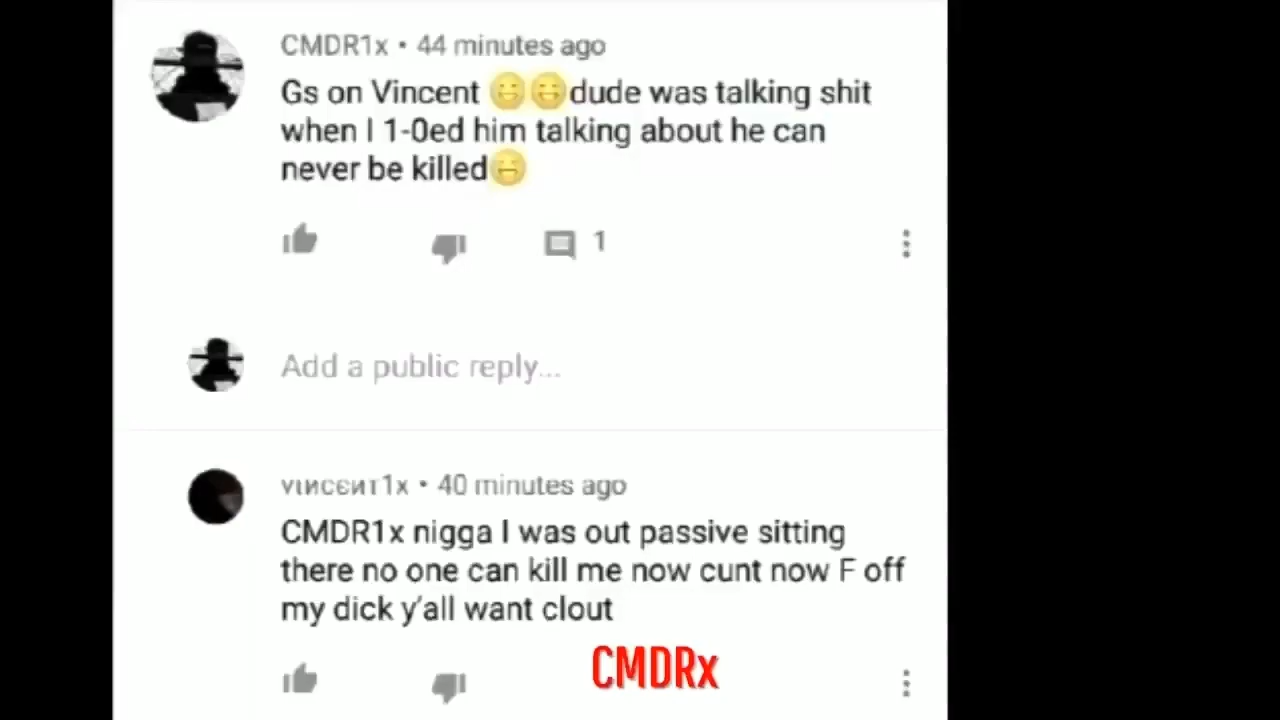 CMDR1x • 44 minutes ago
Gs on Vincent 😄😄dude was talking shit
when I 1-0ed him talking about he can
never be killed😄
1
Add a public reply...
vιиcєит1x • 40 minutes ago
CMDR1x nigga I was out passive sitting
there no one can kill me now cunt now F off
my dick y'all want clout
CMDRx